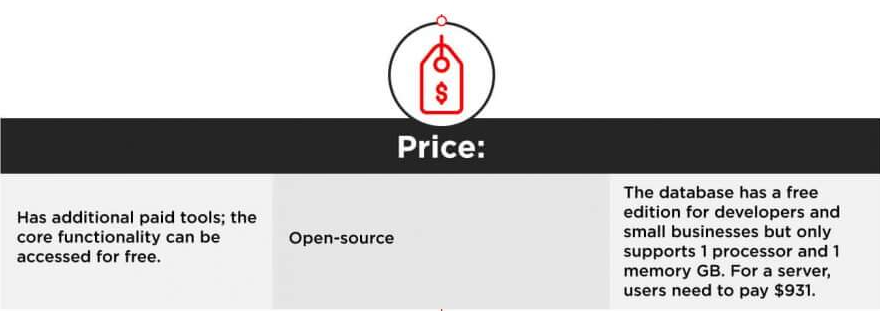 $
Price:
Has additional paid tools; the
core functionality can be
accessed for free.
Open-source
The database has a free
edition for developers and
small businesses but only
supports 1 processor and 1
memory GB. For a server,
users need to pay $931.